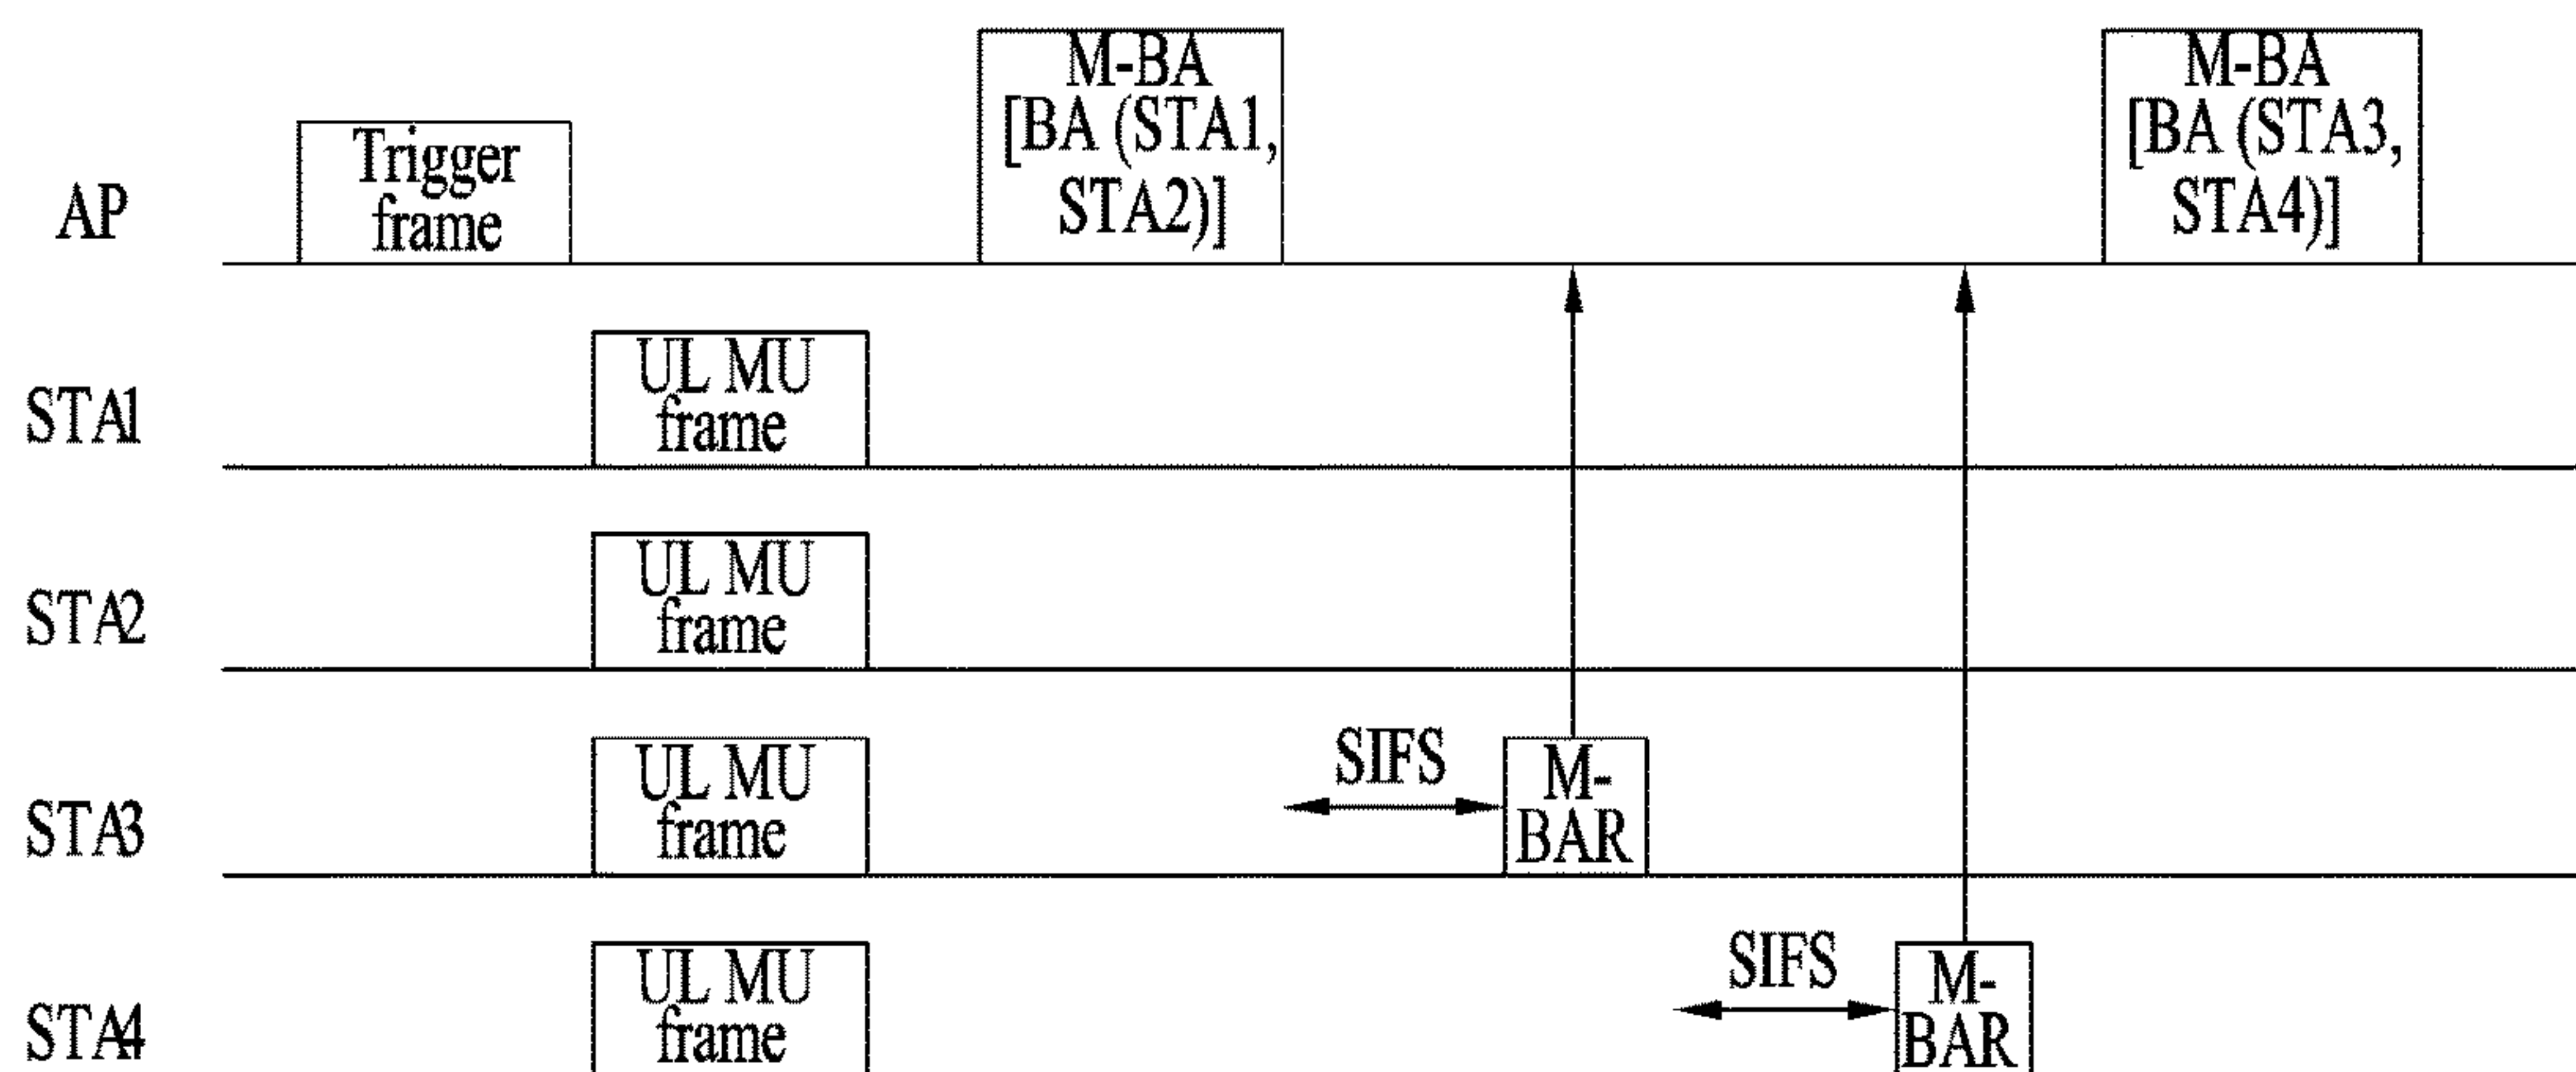 M-BA
[BA (STA1,
STA2)]
M-BA
[BA (STA3,
STA4)]
Trigger
frame
AP
UL MU
frame
STA1
UL MU
frame
STA2
UL MU
frame
SIFS
M-
BAR
STA3
UL MU
frame
SIFS
M-
BAR
STA4